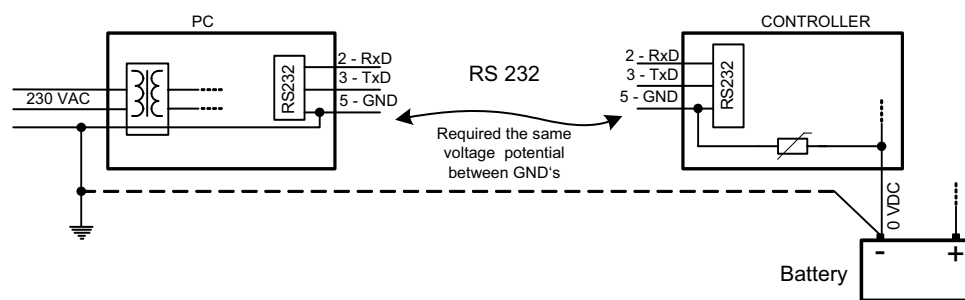 PC
230 VAC
RS232
2 - RxD
3 - TxD
5 - GND
RS 232
Required the same
voltage potential
between GND's
CONTROLLER
2 - RxD
3 - TxD
5 - GND
RS232
0 VDC
Battery
- +